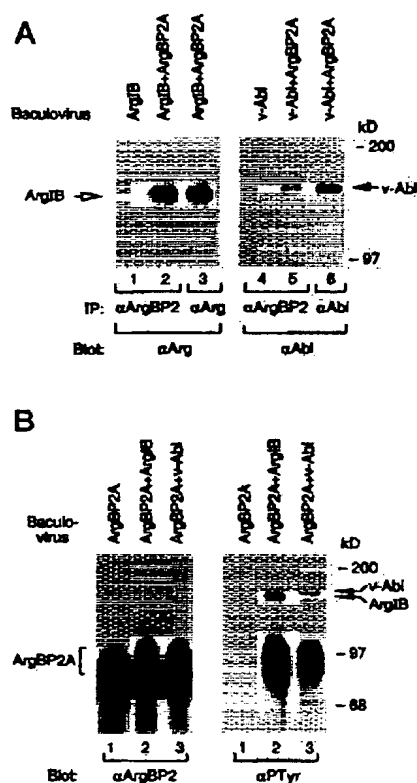 A
Baculovirus
ArgIB
ArgIB+ArgBP2A
ArgIB+ArgBP2A
v-Abl
v-Abl+ArgBP2A
v-Abl+ArgBP2A
kD
- 200
ArgIB
v-Abl
- 97
1 2 3 4 5 6
IP: αArgBP2 αArg αArgBP2 αAbl
Blot: αArg αAbl
B
Baculo-
virus
ArgBP2A
ArgBP2A+ArgIB
ArgBP2A+v-Abl
ArgBP2A
ArgBP2A+ArgIB
ArgBP2A+v-Abl
kD
- 200
v-Abl
ArgIB
ArgBP2A
- 97
- 68
1 2 3 1 2 3
Blot: αArgBP2 αPTyr